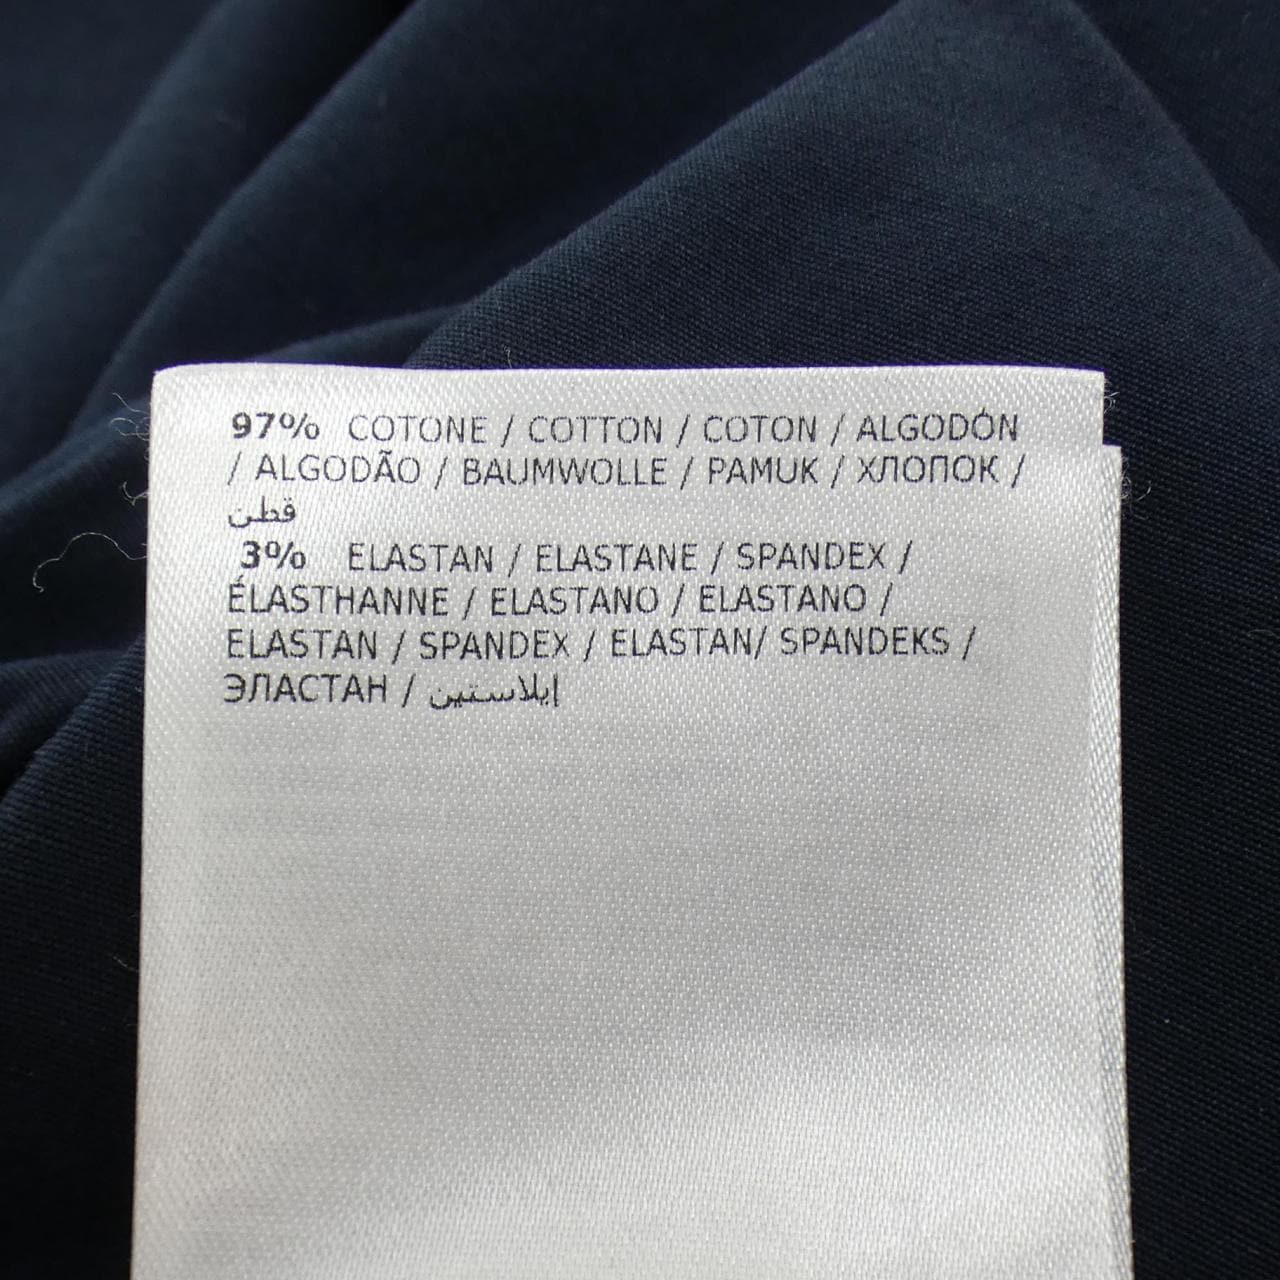 97% COTONE / COTTON / COTON / ALGODÓN
/ ALGODÃO / BAUMWOLLE / PAMUK / ХЛОПОК /
قطن
3% ELASTAN / ELASTANE / SPANDEX /
ÉLASTHANNE / ELASTANO / ELASTANO /
ELASTAN / SPANDEX / ELASTAN/ SPANDEKS /
ЭЛАСТАН / إيلاستين